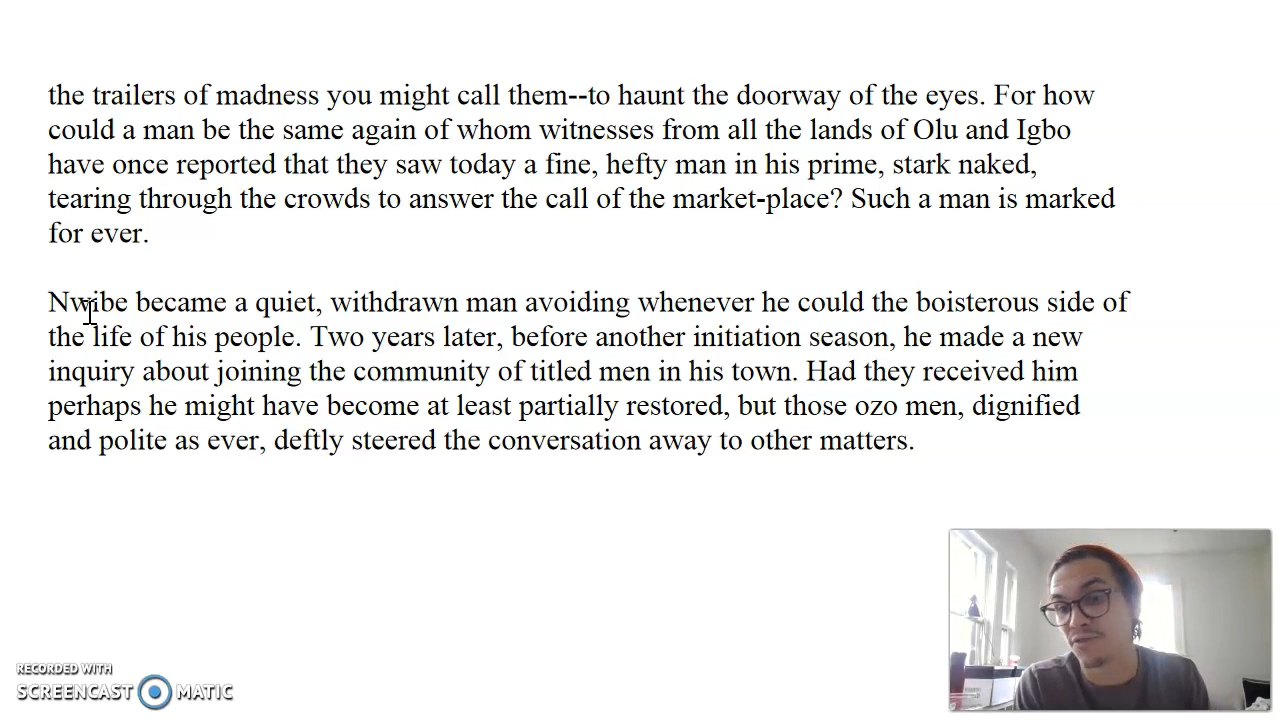 the trailers of madness you might call them--to haunt the doorway of the eyes. For how
could a man be the same again of whom witnesses from all the lands of Olu and Igbo
have once reported that they saw today a fine, hefty man in his prime, stark naked,
tearing through the crowds to answer the call of the market-place? Such a man is marked
for ever.
Nwibe became a quiet, withdrawn man avoiding whenever he could the boisterous side of
the life of his people. Two years later, before another initiation season, he made a new
inquiry about joining the community of titled men in his town. Had they received him
perhaps he might have become at least partially restored, but those ozo men, dignified
and polite as ever, deftly steered the conversation away to other matters.
RECORDED WITH
SCREENCAST MATIC